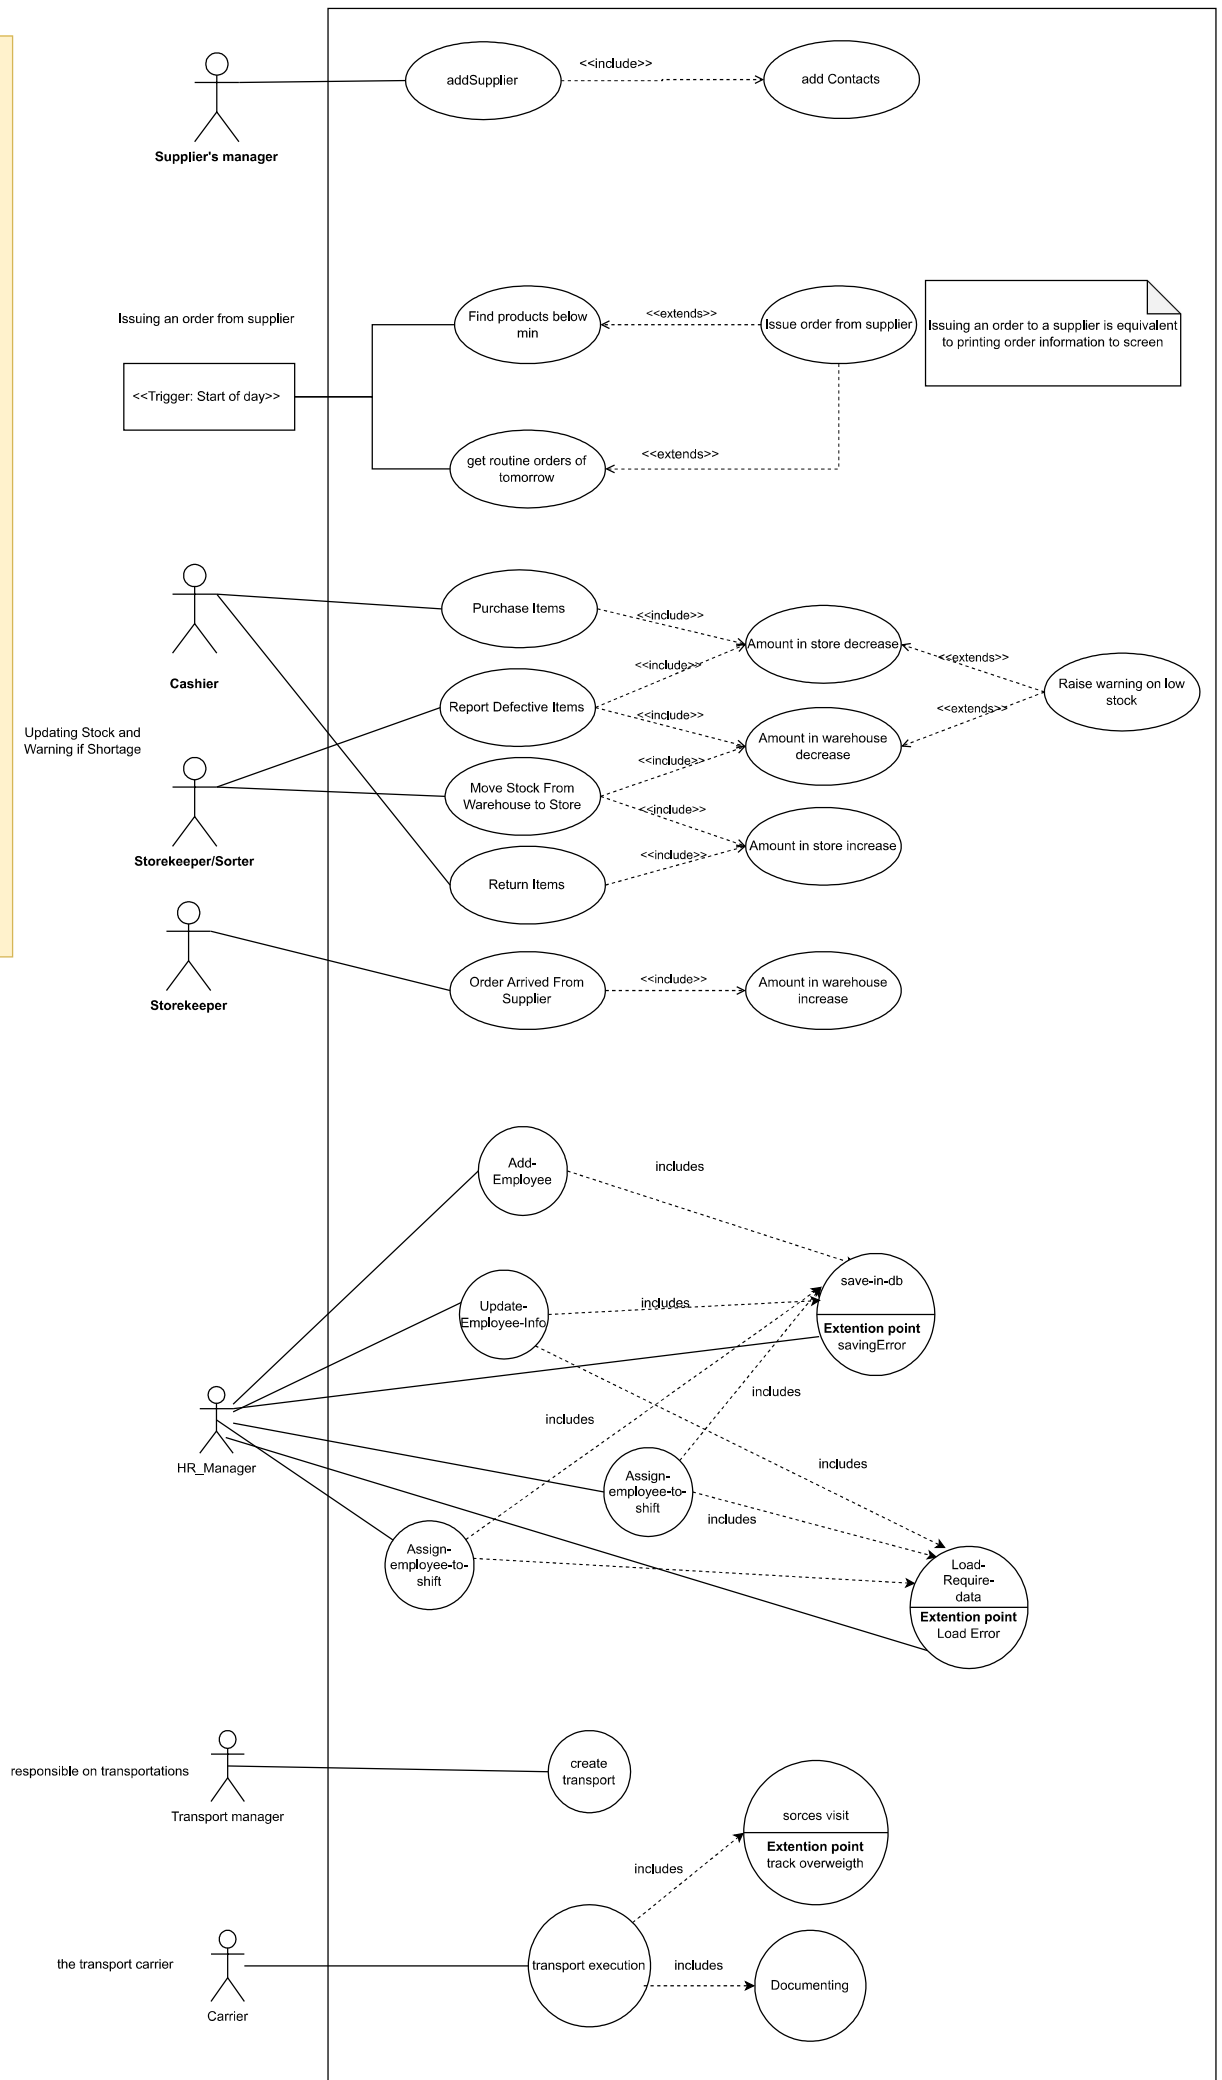 <<include>>
addSupplier
add Contacts
Supplier's manager
Issuing an order from supplier
Find products below
min
<<extends>>
Issue order from supplier
Issuing an order to a supplier is equivalent
to printing order information to screen
<<Trigger: Start of day>>
get routine orders of
tomorrow
<<extends>>
Purchase Items
<<include>>
Amount in store decrease
<<extends>>
<<include>>
Cashier
Raise warning on low
stock
Report Defective Items
<<include>>
<<extends>>
Updating Stock and
Warning if Shortage
Amount in warehouse
decrease
<<include>>
Move Stock From
Warehouse to Store
<<include>>
Amount in store increase
<<include>>
Storekeeper/Sorter
Return Items
Storekeeper
Order Arrived From
Supplier
<<include>>
Amount in warehouse
increase
Add-
Employee
includes
save-in-db
Extention point
savingError
Update-
Employee-Info
includes
includes
includes
HR_Manager
includes
Assign-
employee-to-
shift
includes
Assign-
employee-to-
shift
Load-
Require-
data
Extention point
Load Error
responsible on transportations
Transport manager
create
transport
sorces visit
Extention point
track overweigth
includes
the transport carrier
Carrier
transport execution
includes
Documenting